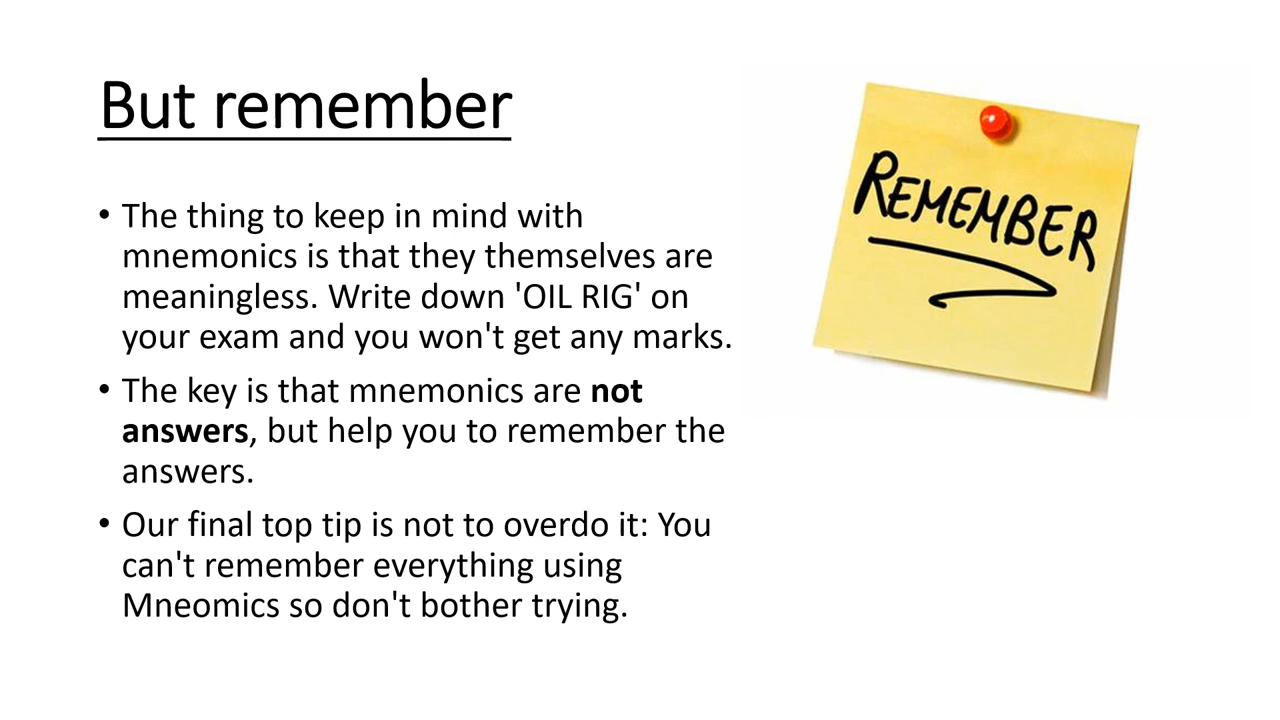 But remember
• The thing to keep in mind with
mnemonics is that they themselves are
meaningless. Write down 'OIL RIG' on
your exam and you won't get any marks.
• The key is that mnemonics are not
answers, but help you to remember the
answers.
• Our final top tip is not to overdo it: You
can't remember everything using
Mneomics so don't bother trying.
REMEMBER